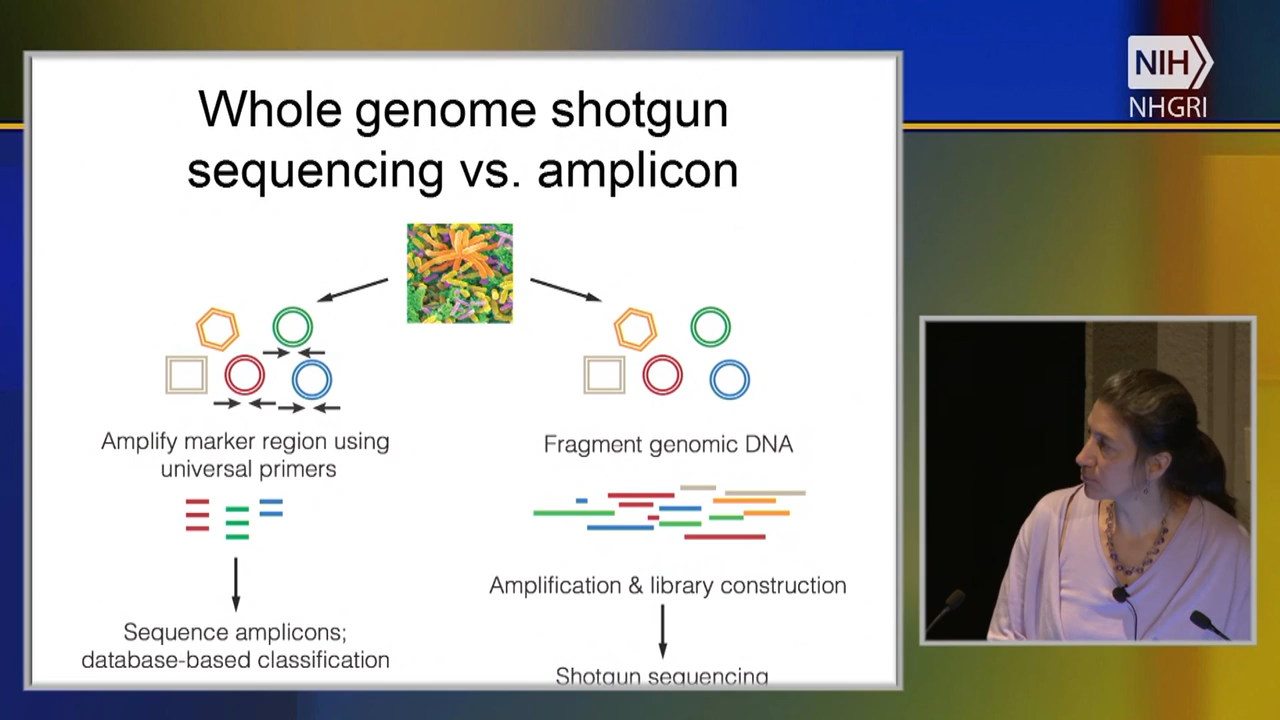 NIH
NHGRI
Whole genome shotgun
sequencing vs. amplicon
Amplify marker region using
universal primers
Sequence amplicons;
database-based classification
Fragment genomic DNA
Amplification & library construction
Shotgun sequencing